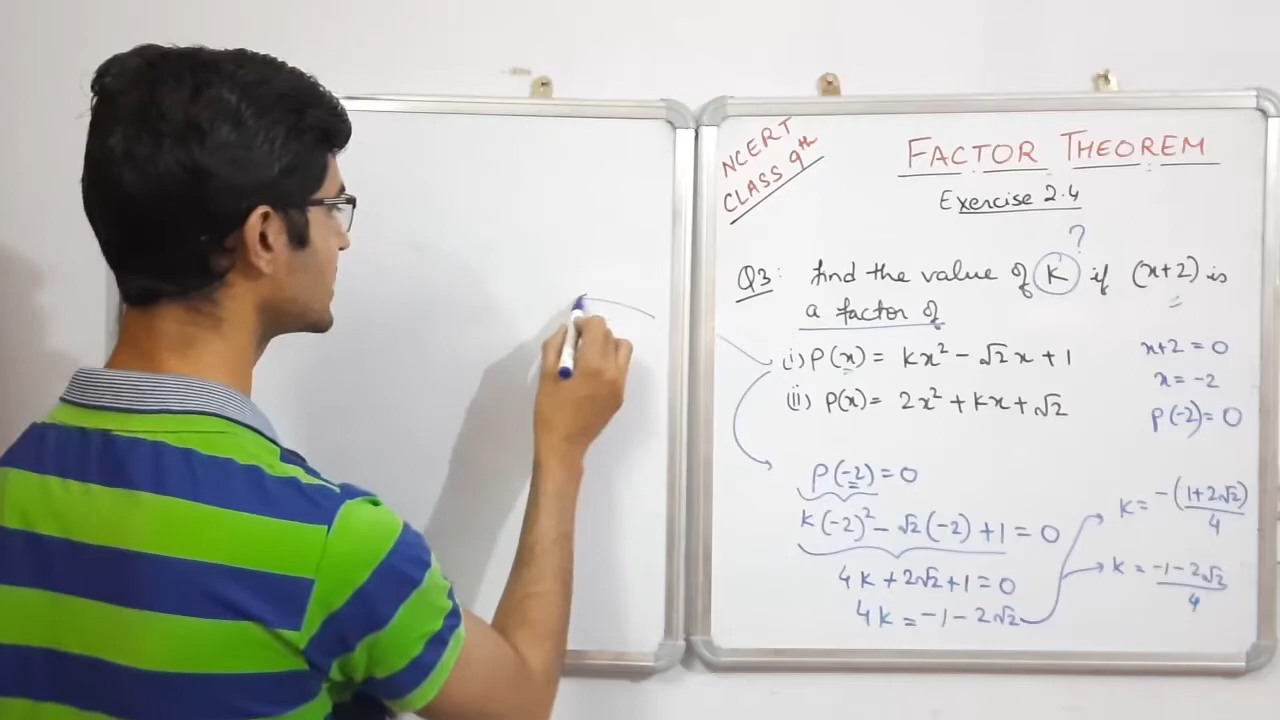 NCERT
CLASS 9th
FACTOR THEOREM
Exercise 2.4
?
Q3: find the value of K if (x+2) is
a factor of
(i) P(x) = kx² - √2x + 1
(ii) P(x) = 2x² + kx + √2
x+2 = 0
x = -2
P(-2) = 0
P(-2) = 0
k(-2)² - √2(-2) + 1 = 0
4k + 2√2 + 1 = 0
4k = -1 - 2√2
k = -(1+2√2)/4
k = -1-2√2/4